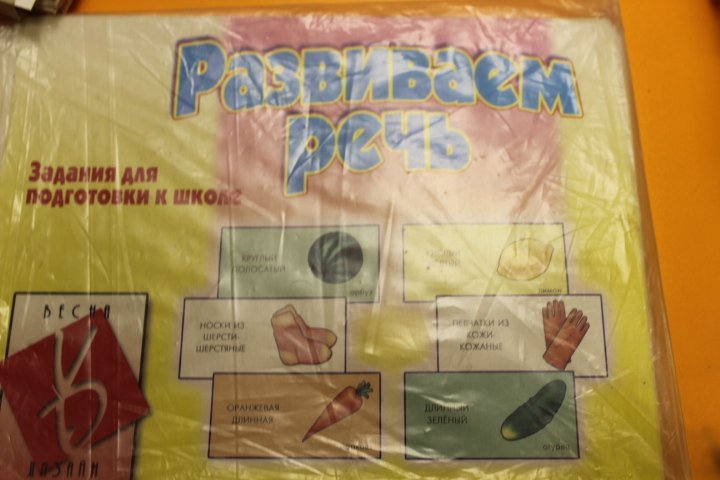 Развиваем
речь
Задания для
подготовки к школе
КРУГЛЫЙ
ПОЛОСАТЫЙ
арбуз
лимон
НОСКИ ИЗ
ШЕРСТИ-
ШЕРСТЯНЫЕ
ПЕРЧАТКИ ИЗ
КОЖИ-
КОЖАНЫЕ
ОРАНЖЕВАЯ
ДЛИННАЯ
ДЛИННЫЙ
ЗЕЛЁНЫЙ
огурец
ВЕСНА
ДИЗАЙН